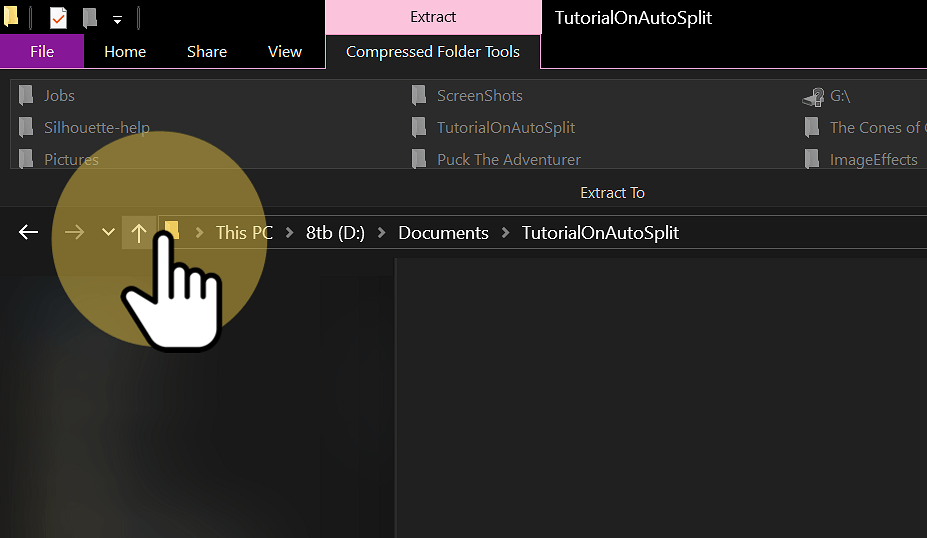 Extract
TutorialOnAutoSplit
File
Home
Share
View
Compressed Folder Tools
Jobs
ScreenShots
G:\
Silhouette-help
TutorialOnAutoSplit
The Cones of
Pictures
Puck The Adventurer
ImageEffects
Extract To
This PC
8tb (D:)
Documents
TutorialOnAutoSplit